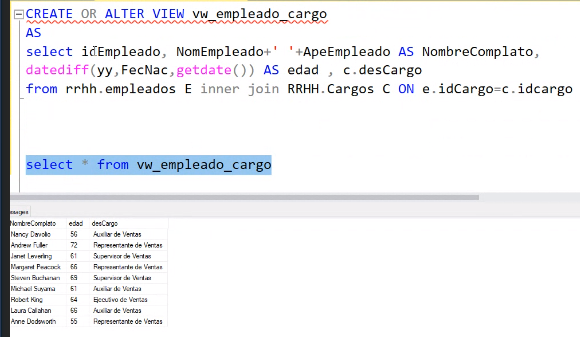 CREATE OR ALTER VIEW vw_empleado_cargo
AS
select idEmpleado, NomEmpleado+' '+ApeEmpleado AS NombreComplato,
datediff(yy,FecNac,getdate()) AS edad , c.desCargo
from rrhh.empleados E inner join RRHH.Cargos C ON e.idCargo=c.idcargo
select * from vw_empleado_cargo
ssages
NombreComplato edad desCargo
Nancy Davolio 56 Auxiliar de Ventas
Andrew Fuller 72 Representante de Ventas
Janet Leverling 61 Supervisor de Ventas
Margaret Peacock 66 Representante de Ventas
Steven Buchanan 69 Supervisor de Ventas
Michael Suyama 61 Auxiliar de Ventas
Robert King 64 Ejecutivo de Ventas
Laura Callahan 66 Auxiliar de Ventas
Anne Dodsworth 55 Representante de Ventas